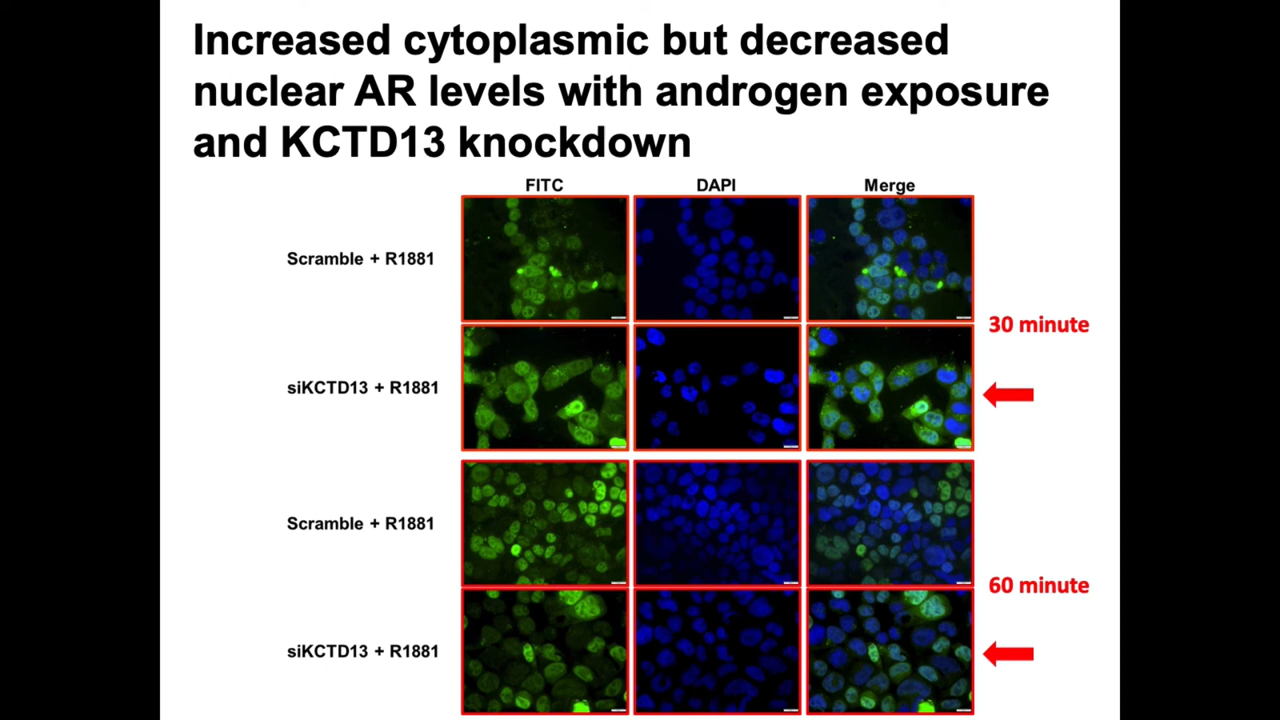 Increased cytoplasmic but decreased
nuclear AR levels with androgen exposure
and KCTD13 knockdown
FITC DAPI Merge
Scramble + R1881
30 minute
siKCTD13 + R1881
Scramble + R1881
60 minute
siKCTD13 + R1881